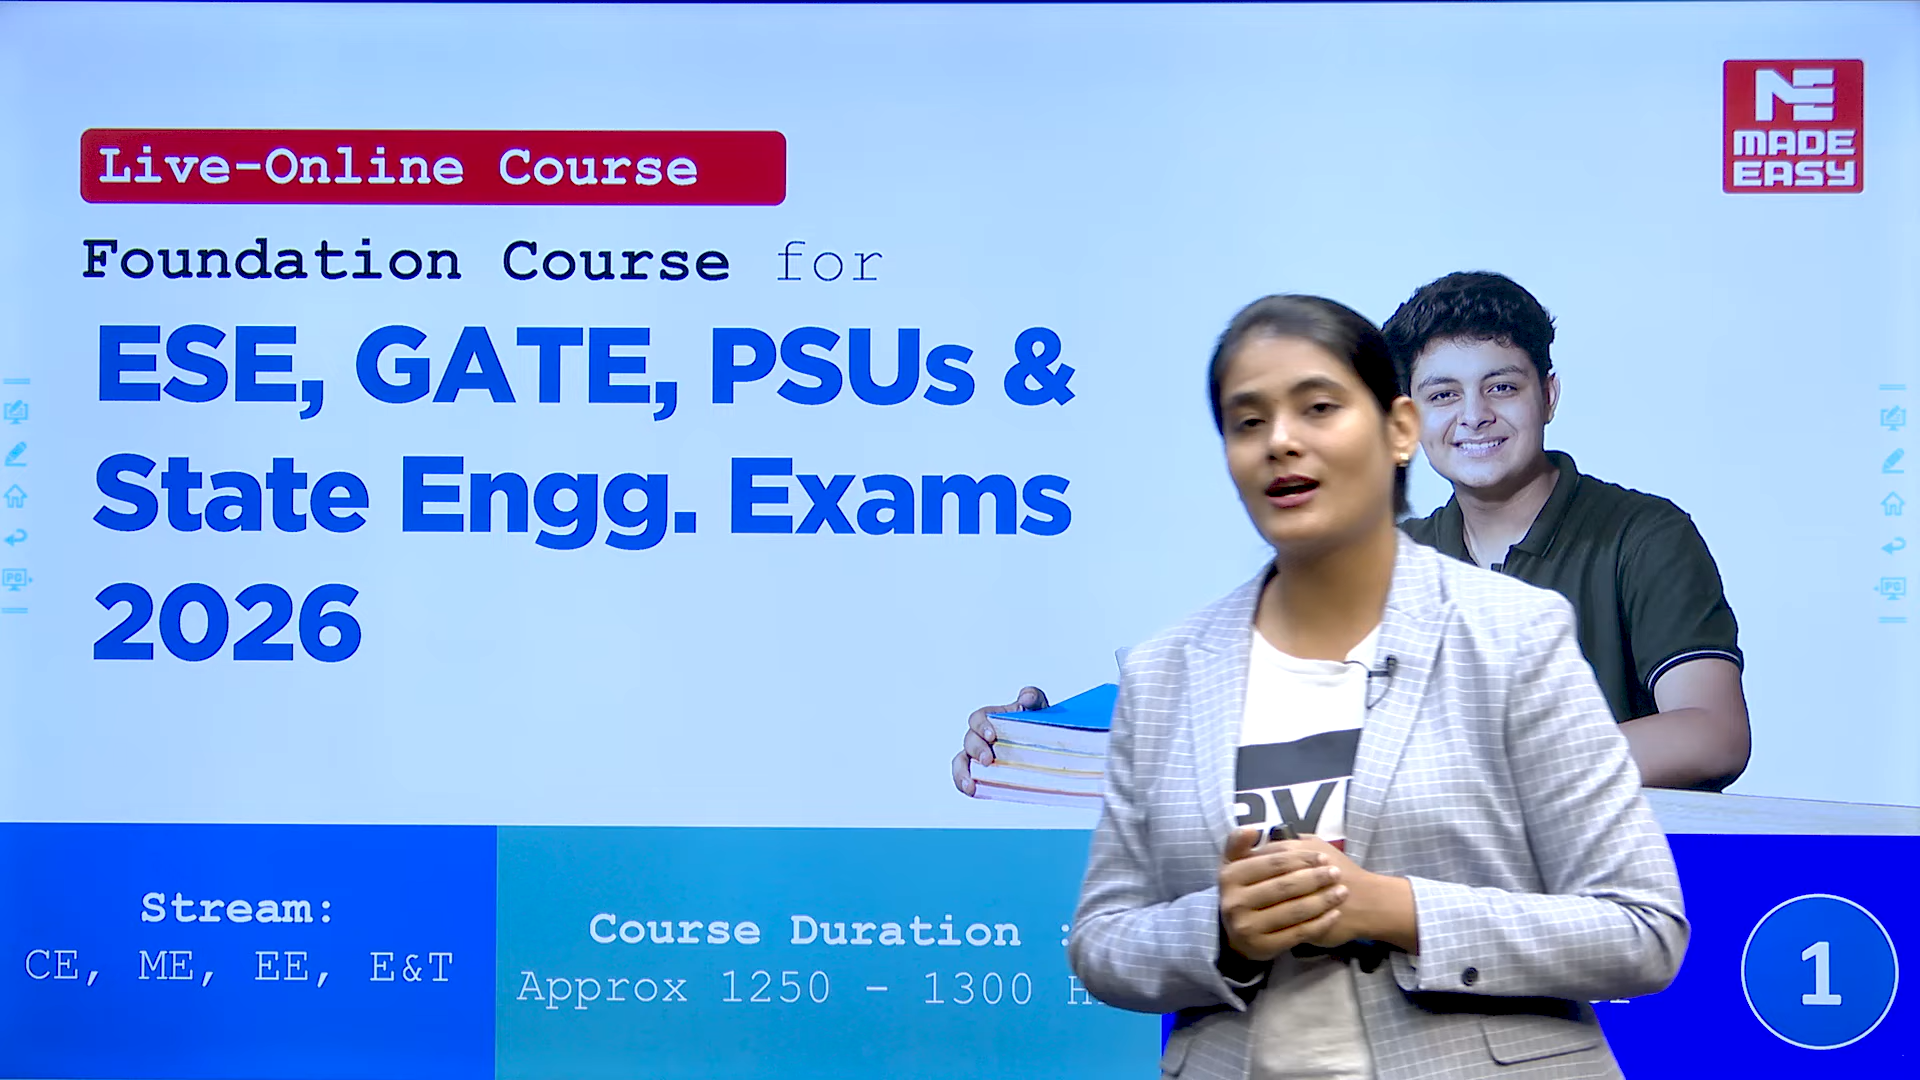 NE
MADE
EASY
Live-Online Course
Foundation Course for
ESE, GATE, PSUs &
State Engg. Exams
2026
Stream:
CE, ME, EE, E&T
Course Duration :
Approx 1250 - 1300
1